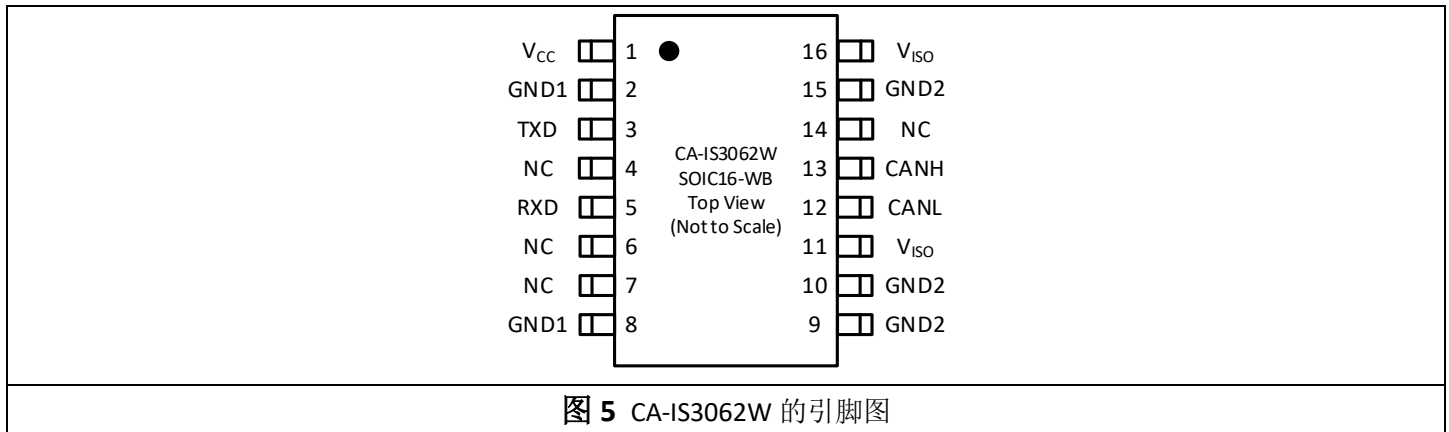 VCC 1 16 VISO
GND1 2 15 GND2
TXD 3 14 NC
NC 4 13 CANH
RXD 5 12 CANL
NC 6 11 VISO
NC 7 10 GND2
GND1 8 9 GND2
CA-IS3062W
SOIC16-WB
Top View
(Not to Scale)
图 5 CA-IS3062W 的引脚图